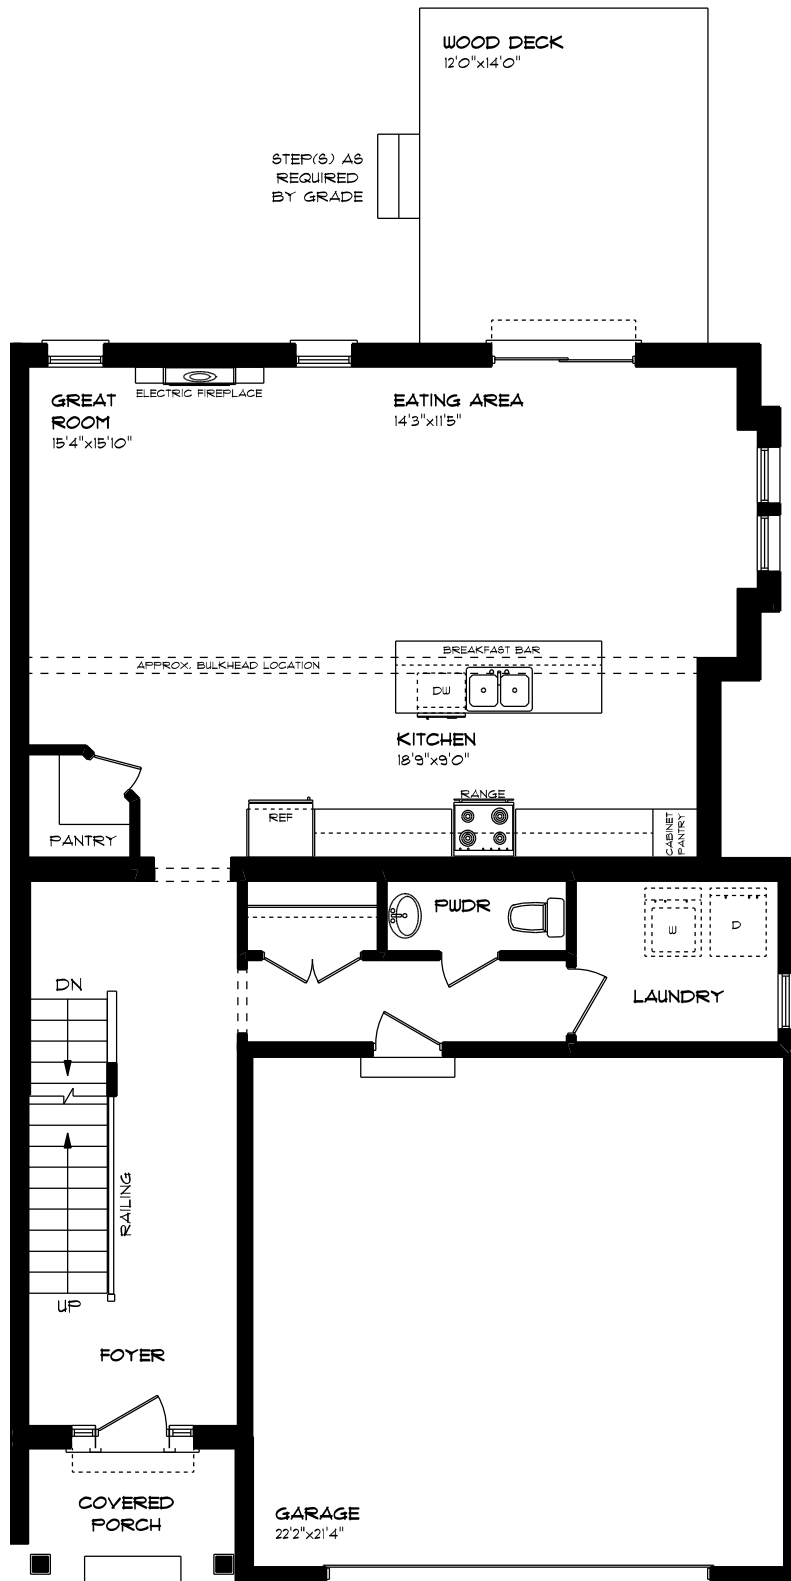 WOOD DECK
12'0"x14'0"
STEP(S) AS
REQUIRED
BY GRADE
ELECTRIC FIREPLACE
GREAT
ROOM
15'4"x15'10"
EATING AREA
14'3"x11'5"
BREAKFAST BAR
APPROX. BULKHEAD LOCATION
DW
KITCHEN
18'9"x9'0"
RANGE
REF
PANTRY
CABINET
PANTRY
PWDR
W
D
LAUNDRY
DN
RAILING
UP
FOYER
COVERED
PORCH
GARAGE
22'2"x21'4"